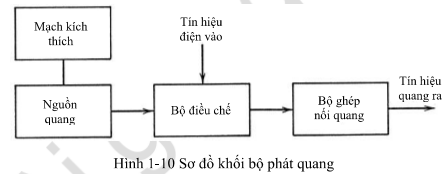 Mạch kích
thích
Tín hiệu
điện vào
Nguồn
quang
Bộ điều chế
Bộ ghép
nối quang
Tín hiệu
quang ra
Hình 1-10 Sơ đồ khối bộ phát quang